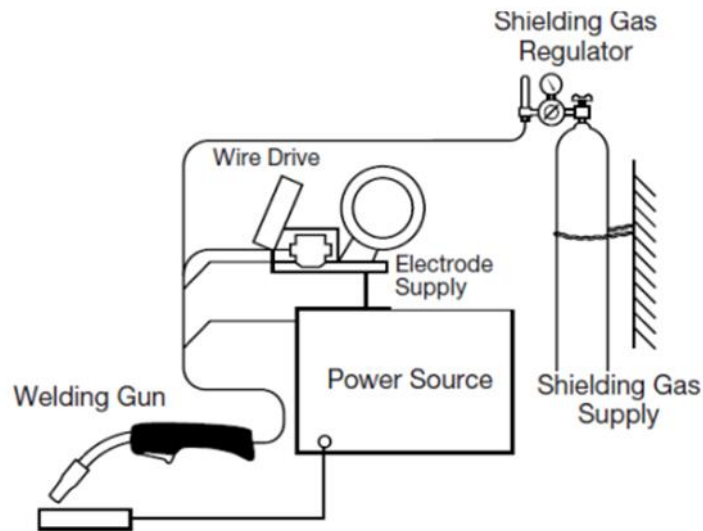 Shielding Gas
Regulator
Wire Drive
Electrode
Supply
Power Source
Shielding Gas
Supply
Welding Gun